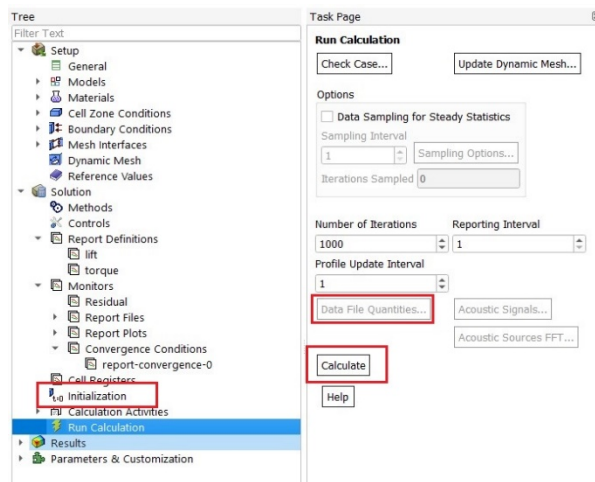 Tree
Filter Text
Setup
General
Models
Materials
Cell Zone Conditions
Boundary Conditions
Mesh Interfaces
Dynamic Mesh
Reference Values
Solution
Methods
Controls
Report Definitions
lift
torque
Monitors
Residual
Report Files
Report Plots
Convergence Conditions
report-convergence-0
Cell Registers
t=0 Initialization
Calculation Activities
Run Calculation
Results
Parameters & Customization
Task Page
Run Calculation
Check Case... Update Dynamic Mesh...
Options
Data Sampling for Steady Statistics
Sampling Interval
1 Sampling Options...
Iterations Sampled 0
Number of Iterations Reporting Interval
1000 1
Profile Update Interval
1
Data File Quantities... Acoustic Signals...
Acoustic Sources FFT...
Calculate
Help